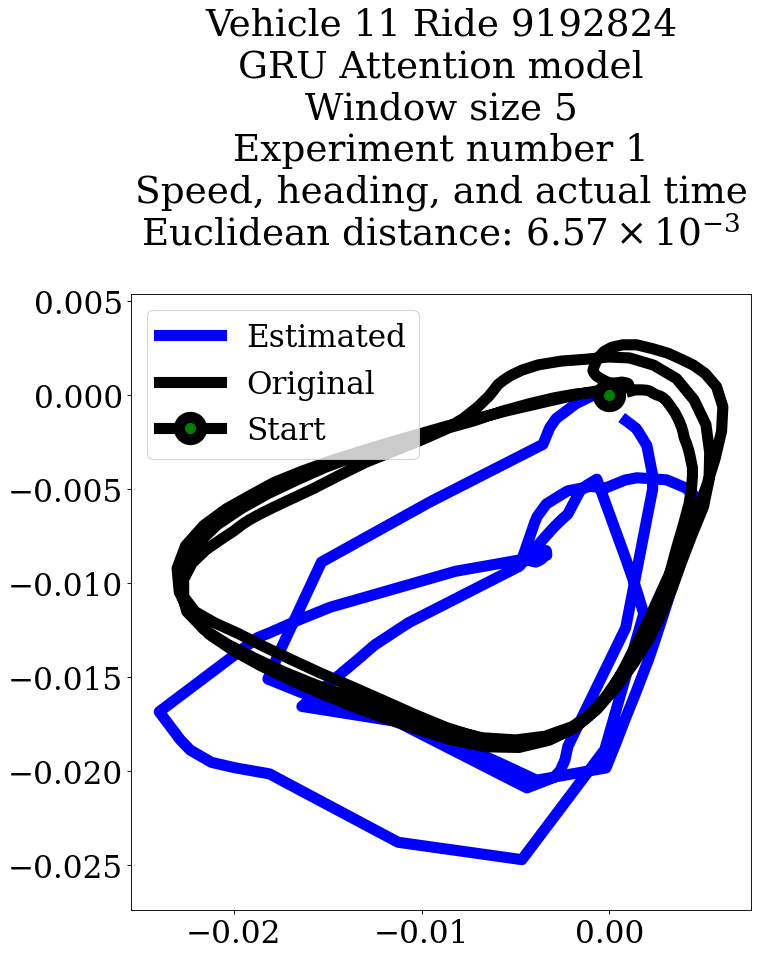 Vehicle 11 Ride 9192824
GRU Attention model
Window size 5
Experiment number 1
Speed, heading, and actual time
Euclidean distance: 6.57 × 10⁻³
0.005
Estimated
Original
Start
0.000
−0.005
−0.010
−0.015
−0.020
−0.025
−0.02
−0.01
0.00